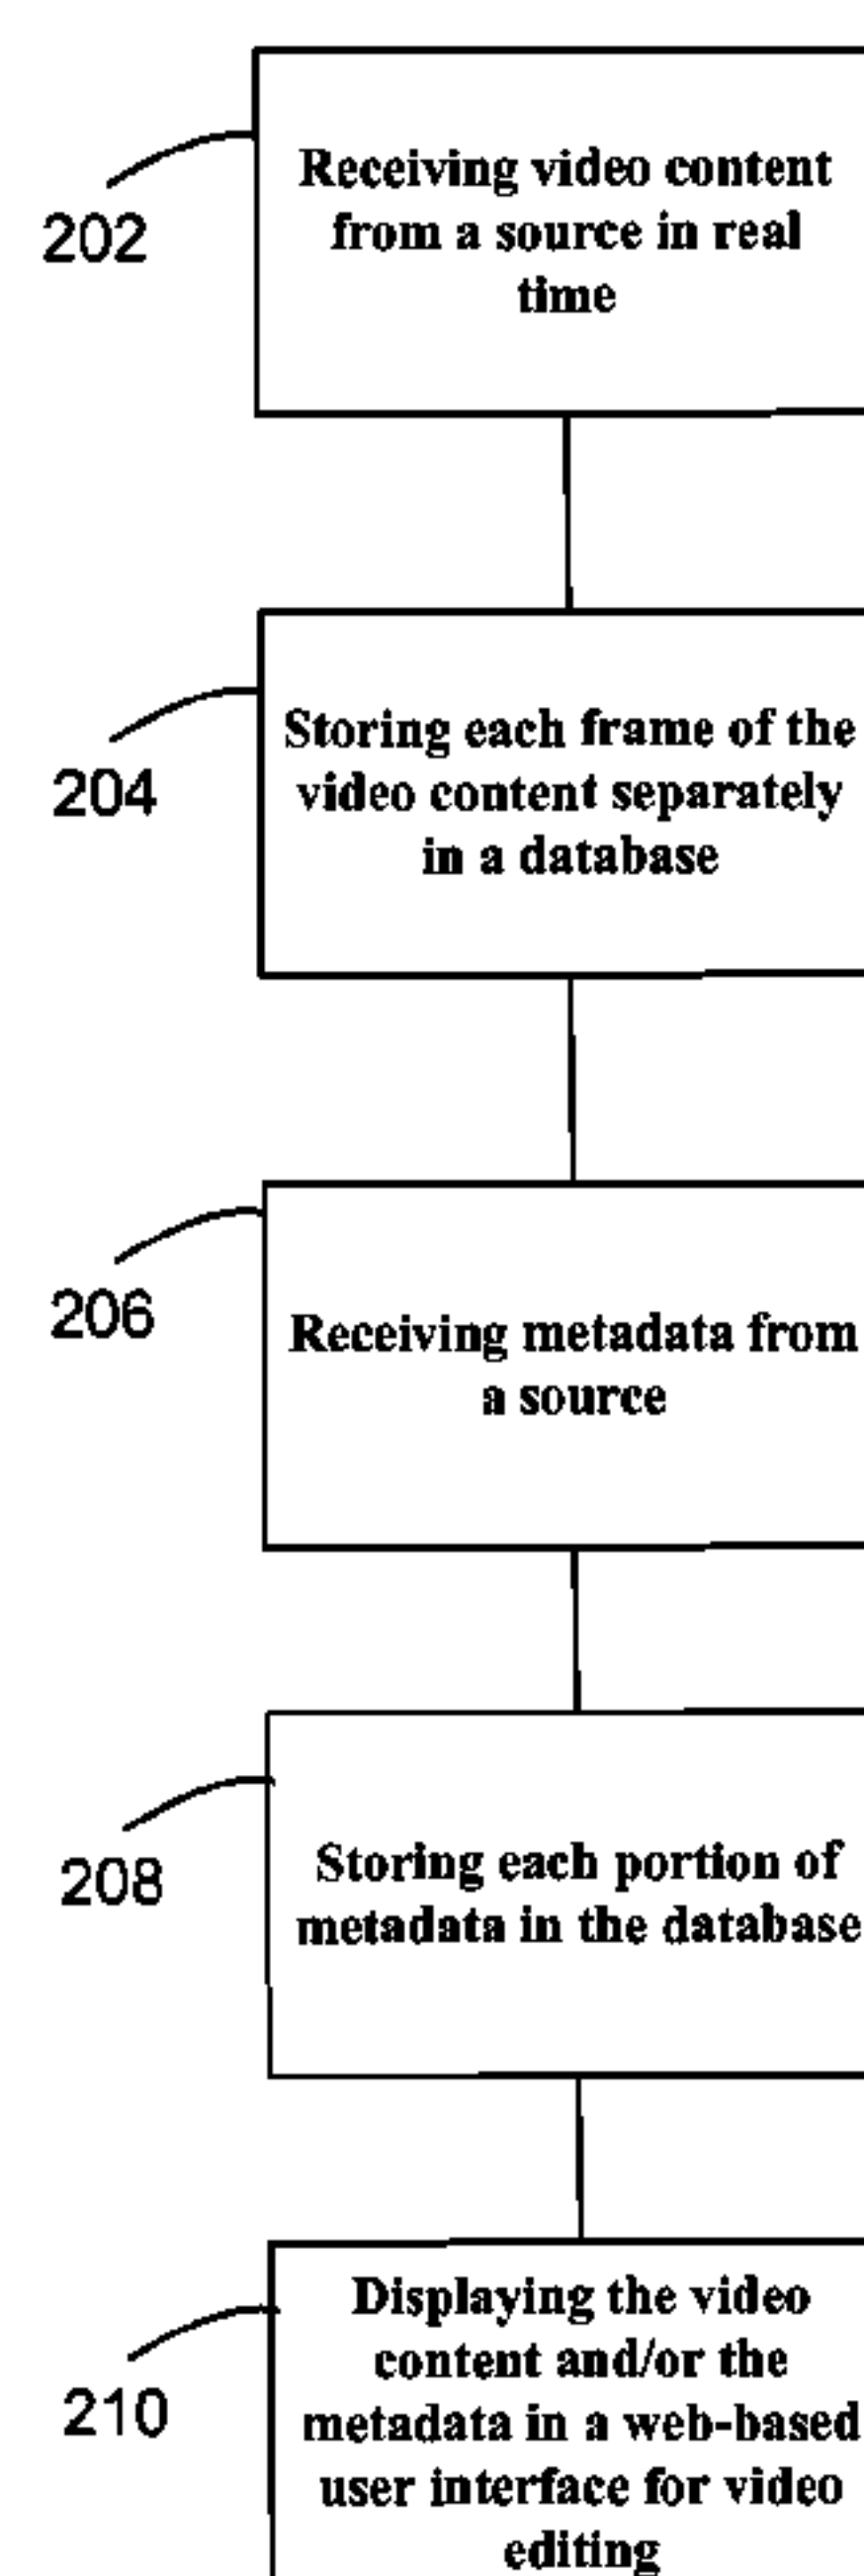 Receiving video content
from a source in real
time
202
Storing each frame of the
video content separately
in a database
204
Receiving metadata from
a source
206
Storing each portion of
metadata in the database
208
Displaying the video
content and/or the
metadata in a web-based
user interface for video
editing
210